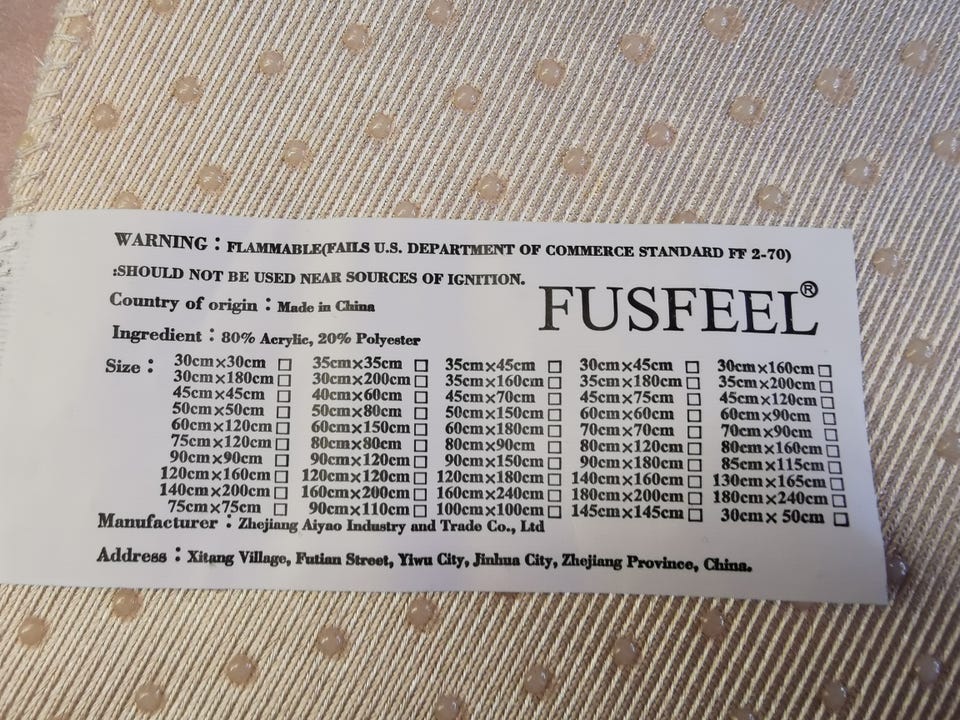 WARNING : FLAMMABLE(FAILS U.S. DEPARTMENT OF COMMERCE STANDARD FF 2-70)
:SHOULD NOT BE USED NEAR SOURCES OF IGNITION.
FUSFEEL®
Country of origin : Made in China
Ingredient : 80% Acrylic, 20% Polyester
Size : 30cm×30cm □ 35cm×35cm □ 35cm×45cm □ 30cm×45cm □ 30cm×160cm □
30cm×180cm □ 30cm×200cm □ 35cm×160cm □ 35cm×180cm □ 35cm×200cm □
45cm×45cm □ 40cm×60cm □ 45cm×70cm □ 45cm×75cm □ 45cm×120cm □
50cm×50cm □ 50cm×80cm □ 50cm×150cm □ 60cm×60cm □ 60cm×90cm □
60cm×120cm □ 60cm×150cm □ 60cm×180cm □ 70cm×70cm □ 70cm×90cm □
75cm×120cm □ 80cm×80cm □ 80cm×90cm □ 80cm×120cm □ 80cm×160cm □
90cm×90cm □ 90cm×120cm □ 90cm×150cm □ 90cm×180cm □ 85cm×115cm □
120cm×160cm □ 120cm×120cm □ 120cm×180cm □ 140cm×160cm □ 130cm×165cm □
140cm×200cm □ 160cm×200cm □ 160cm×240cm □ 180cm×200cm □ 180cm×240cm □
75cm×75cm □ 90cm×110cm □ 100cm×100cm □ 145cm×145cm □ 30cm× 50cm □
Manufacturer : Zhejiang Aiyao Industry and Trade Co., Ltd
Address : Xitang Village, Futian Street, Yiwu City, Jinhua City, Zhejiang Province, China.